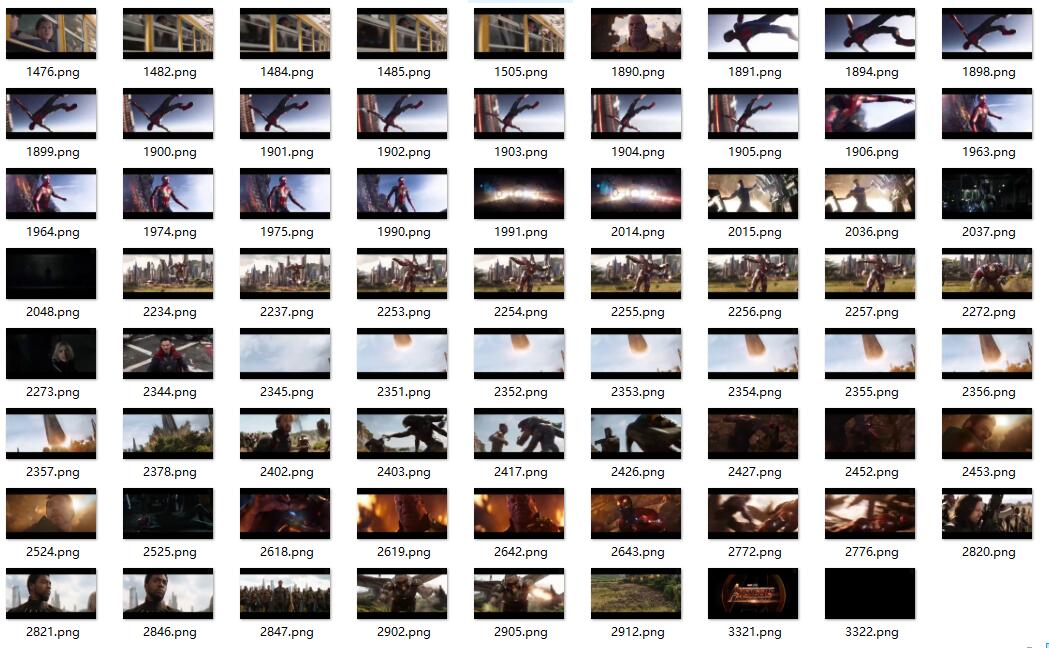 1476.png 1482.png 1484.png 1485.png 1505.png 1890.png 1891.png 1894.png 1898.png
1899.png 1900.png 1901.png 1902.png 1903.png 1904.png 1905.png 1906.png 1963.png
1964.png 1974.png 1975.png 1990.png 1991.png 2014.png 2015.png 2036.png 2037.png
2048.png 2234.png 2237.png 2253.png 2254.png 2255.png 2256.png 2257.png 2272.png
2273.png 2344.png 2345.png 2351.png 2352.png 2353.png 2354.png 2355.png 2356.png
2357.png 2378.png 2402.png 2403.png 2417.png 2426.png 2427.png 2452.png 2453.png
2524.png 2525.png 2618.png 2619.png 2642.png 2643.png 2772.png 2776.png 2820.png
2821.png 2846.png 2847.png 2902.png 2905.png 2912.png 3321.png 3322.png